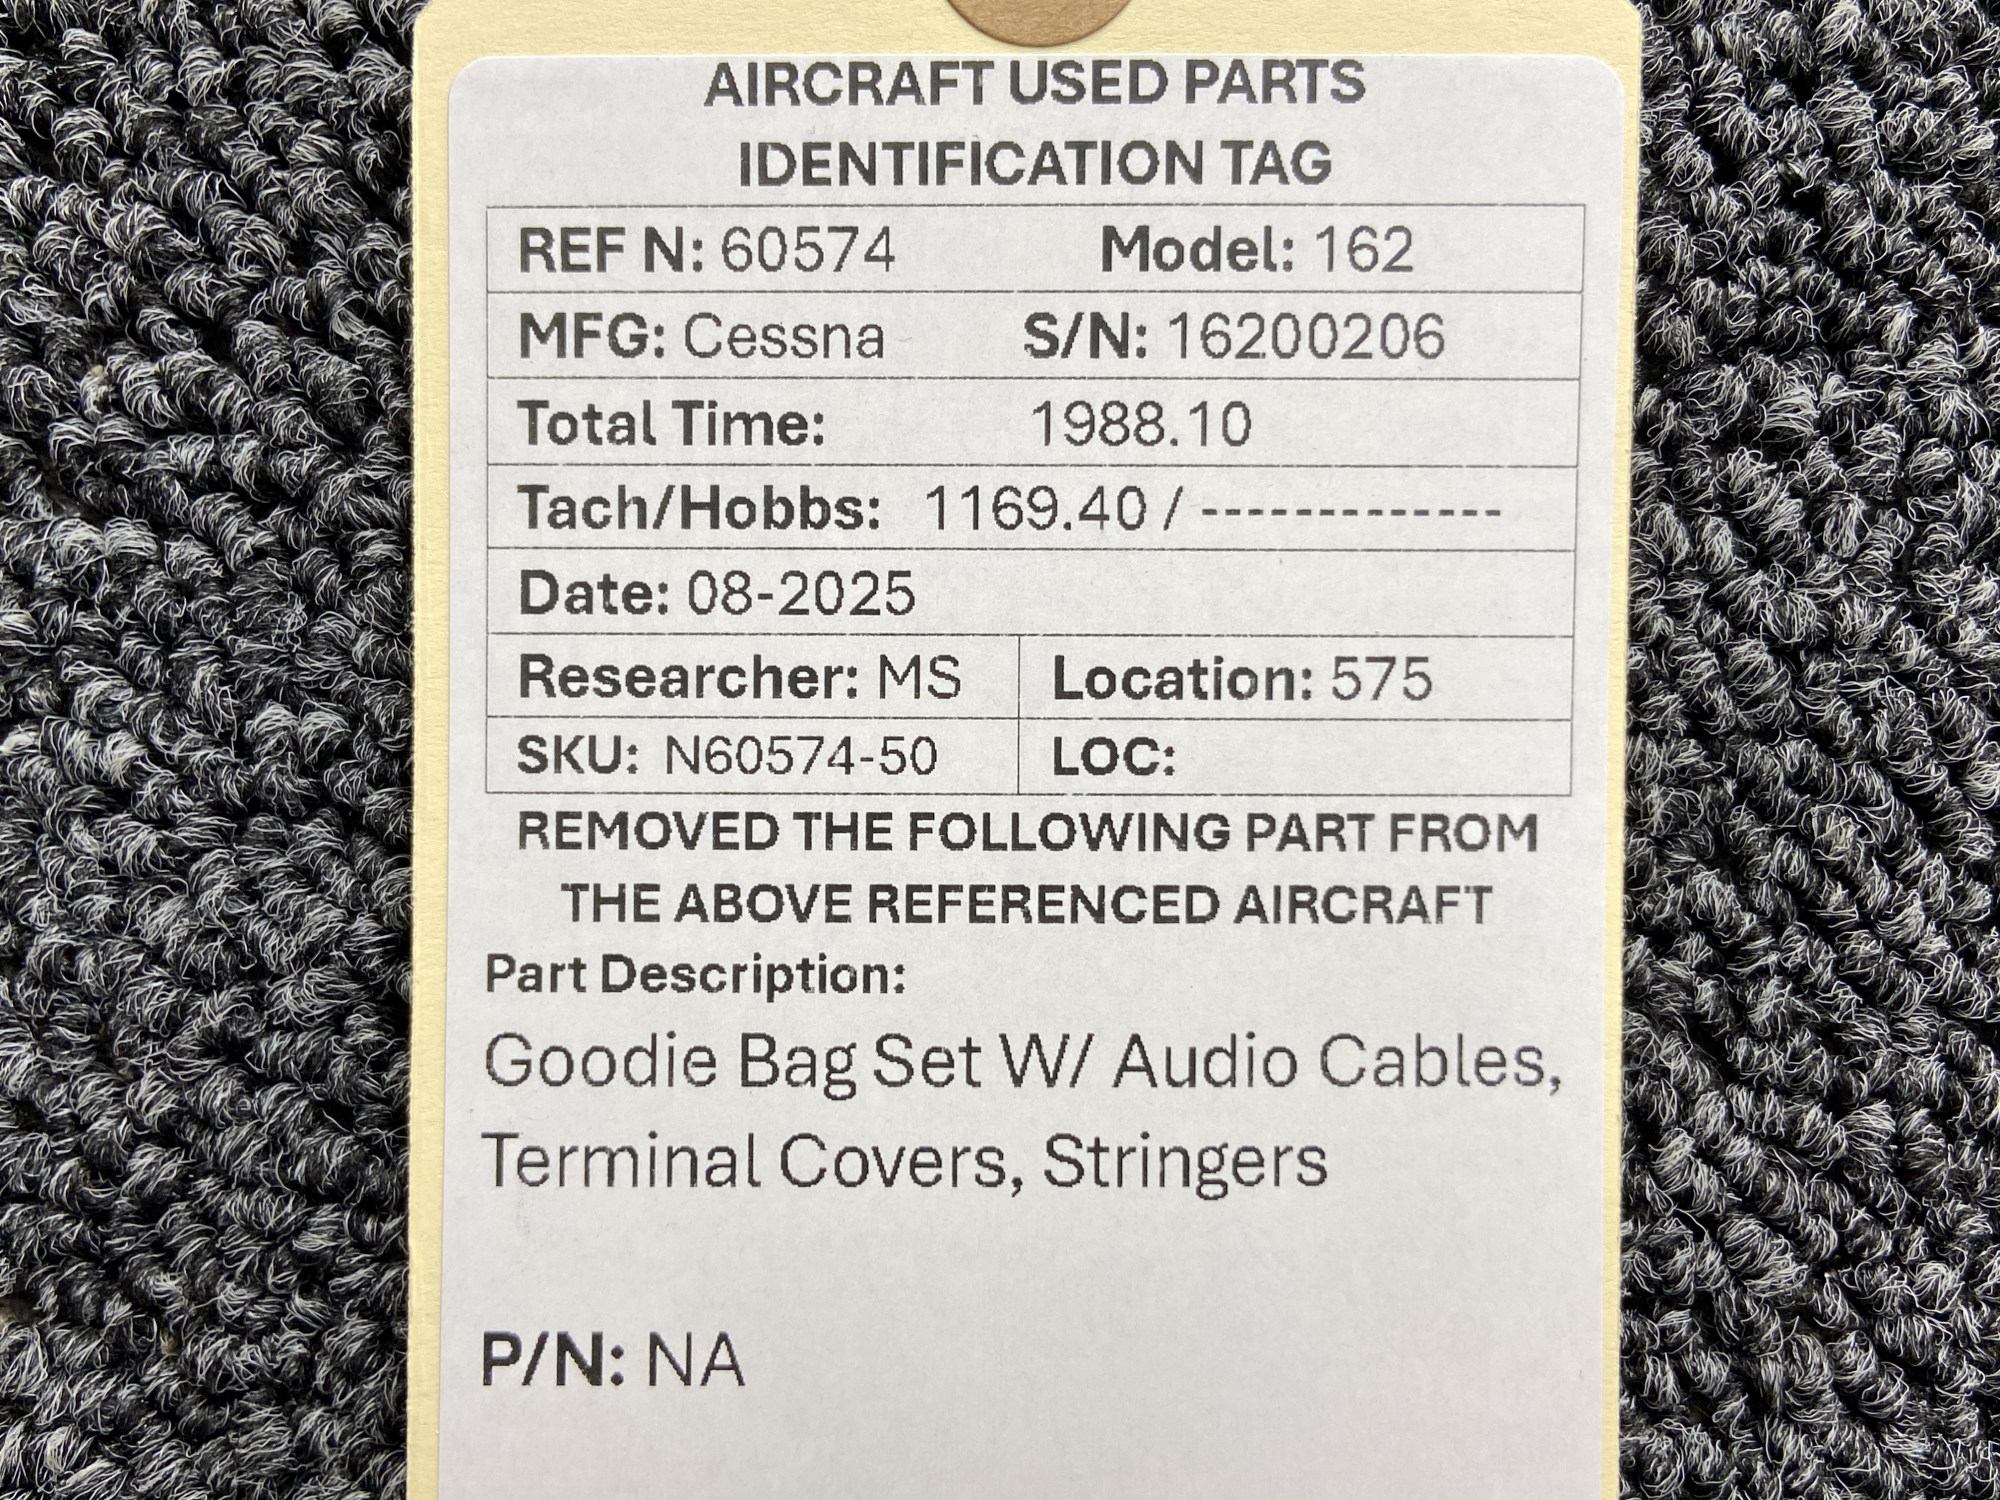 AIRCRAFT USED PARTS
IDENTIFICATION TAG
REF N: 60574 Model: 162
MFG: Cessna S/N: 16200206
Total Time: 1988.10
Tach/Hobbs: 1169.40 / -------------
Date: 08-2025
Researcher: MS Location: 575
SKU: N60574-50 LOC:
REMOVED THE FOLLOWING PART FROM
THE ABOVE REFERENCED AIRCRAFT
Part Description:
Goodie Bag Set W/ Audio Cables,
Terminal Covers, Stringers
P/N: NA